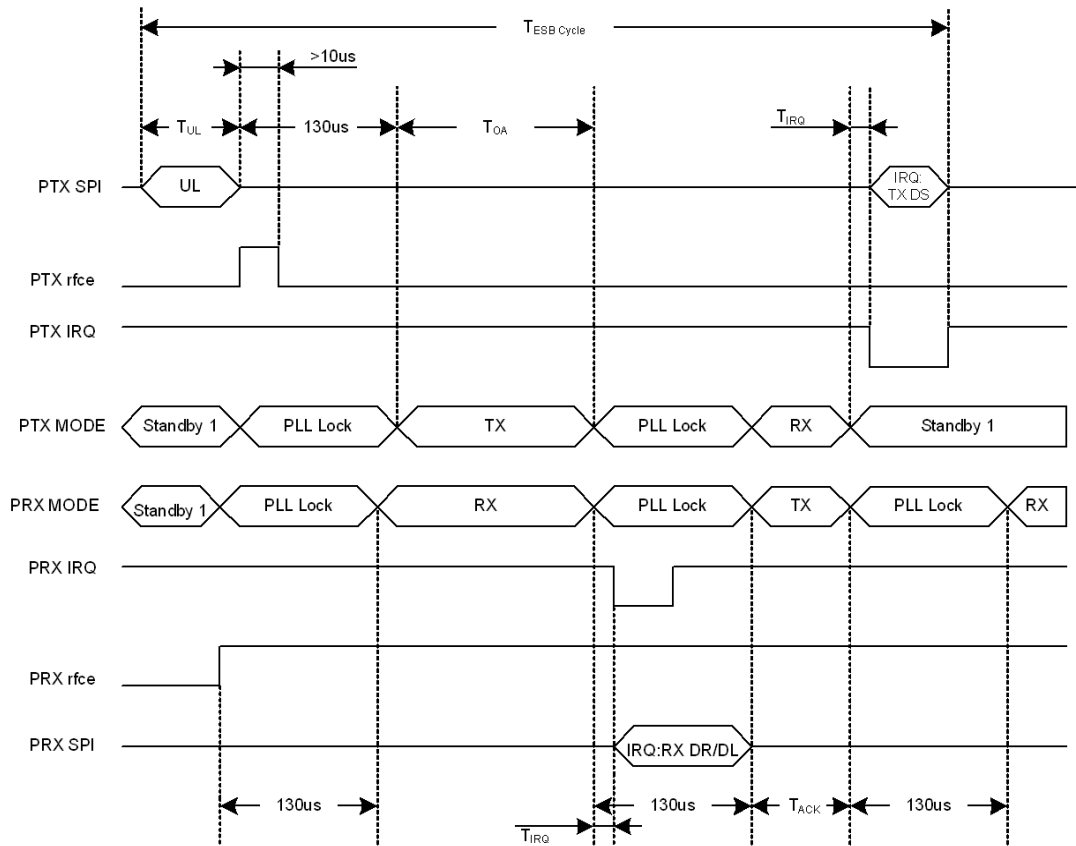 TESB Cycle
>10us
TUL 130us TOA TIRQ
PTX SPI UL IRQ:
TX DS
PTX rfce
PTX IRQ
PTX MODE Standby 1 PLL Lock TX PLL Lock RX Standby 1
PRX MODE Standby 1 PLL Lock RX PLL Lock TX PLL Lock RX
PRX IRQ
PRX rfce
PRX SPI IRQ:RX DR/DL
130us 130us TACK 130us
TIRQ